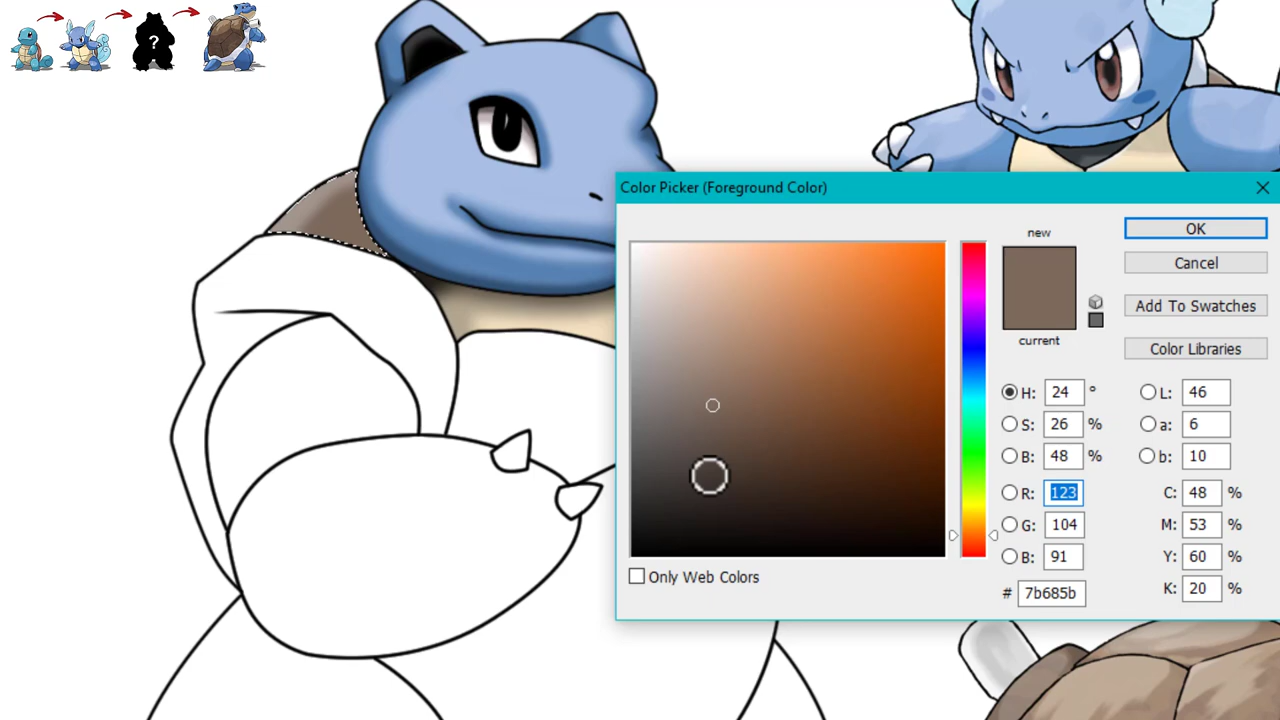 ?
Color Picker (Foreground Color)
new
current
OK
Cancel
Add To Swatches
Color Libraries
H: 24 °
S: 26 %
B: 48 %
R: 123
G: 104
B: 91
L: 46
a: 6
b: 10
C: 48 %
M: 53 %
Y: 60 %
K: 20 %
# 7b685b
Only Web Colors